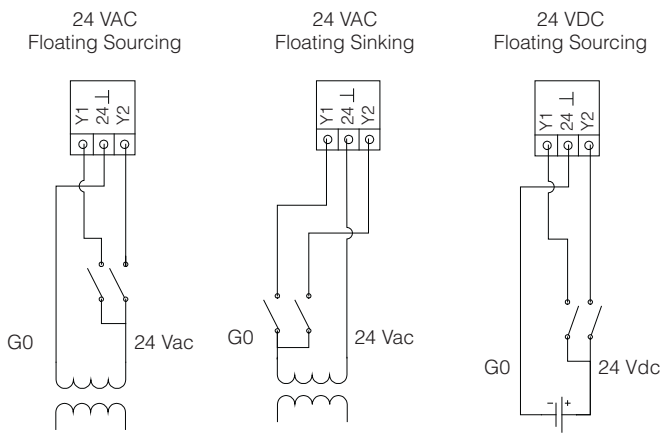 24 VAC
Floating Sourcing
Y1
24 ⊥
Y2
G0
24 Vac
24 VAC
Floating Sinking
Y1
24 ⊥
Y2
G0
24 Vac
24 VDC
Floating Sourcing
Y1
24 ⊥
Y2
G0
24 Vdc
- +